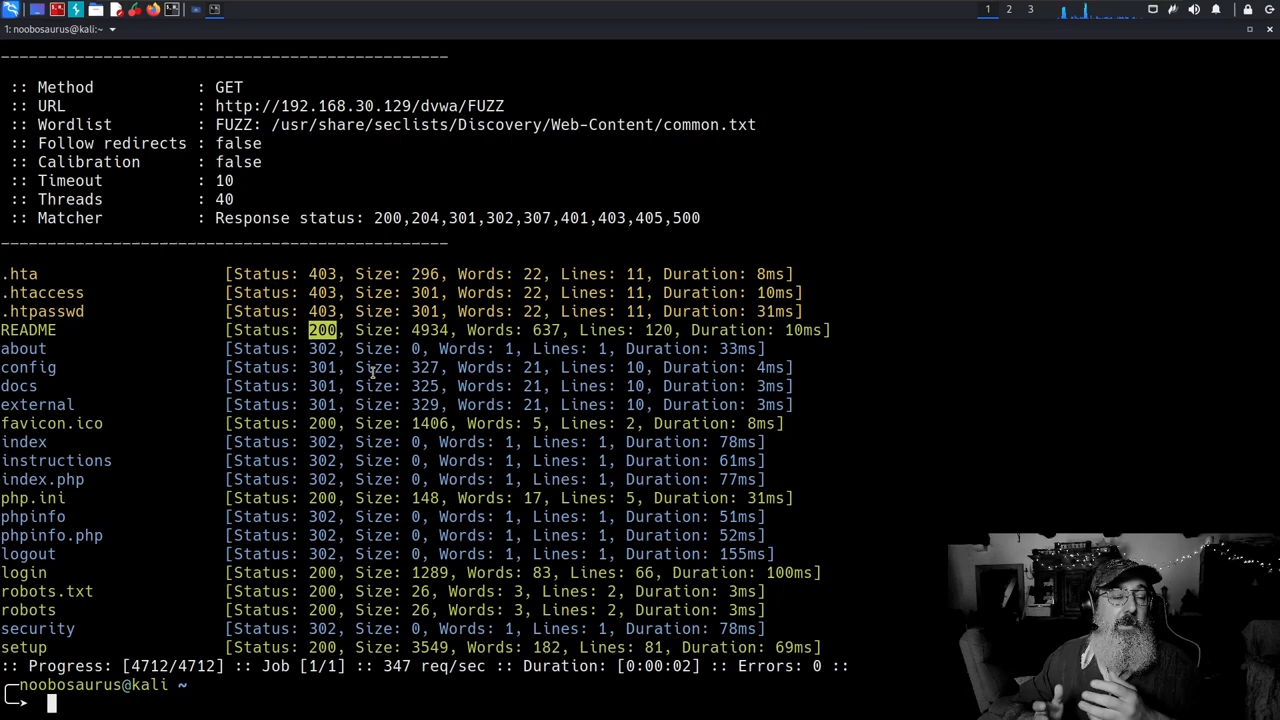 1 2 3
1: noobosaurus@kali:~
________________________________________________
:: Method : GET
:: URL : http://192.168.30.129/dvwa/FUZZ
:: Wordlist : FUZZ: /usr/share/seclists/Discovery/Web-Content/common.txt
:: Follow redirects : false
:: Calibration : false
:: Timeout : 10
:: Threads : 40
:: Matcher : Response status: 200,204,301,302,307,401,403,405,500
________________________________________________
.hta [Status: 403, Size: 296, Words: 22, Lines: 11, Duration: 8ms]
.htaccess [Status: 403, Size: 301, Words: 22, Lines: 11, Duration: 10ms]
.htpasswd [Status: 403, Size: 301, Words: 22, Lines: 11, Duration: 31ms]
README [Status: 200, Size: 4934, Words: 637, Lines: 120, Duration: 10ms]
about [Status: 302, Size: 0, Words: 1, Lines: 1, Duration: 33ms]
config [Status: 301, Size: 327, Words: 21, Lines: 10, Duration: 4ms]
docs [Status: 301, Size: 325, Words: 21, Lines: 10, Duration: 3ms]
external [Status: 301, Size: 329, Words: 21, Lines: 10, Duration: 3ms]
favicon.ico [Status: 200, Size: 1406, Words: 5, Lines: 2, Duration: 8ms]
index [Status: 302, Size: 0, Words: 1, Lines: 1, Duration: 78ms]
instructions [Status: 302, Size: 0, Words: 1, Lines: 1, Duration: 61ms]
index.php [Status: 302, Size: 0, Words: 1, Lines: 1, Duration: 77ms]
php.ini [Status: 200, Size: 148, Words: 17, Lines: 5, Duration: 31ms]
phpinfo [Status: 302, Size: 0, Words: 1, Lines: 1, Duration: 51ms]
phpinfo.php [Status: 302, Size: 0, Words: 1, Lines: 1, Duration: 52ms]
logout [Status: 302, Size: 0, Words: 1, Lines: 1, Duration: 155ms]
login [Status: 200, Size: 1289, Words: 83, Lines: 66, Duration: 100ms]
robots.txt [Status: 200, Size: 26, Words: 3, Lines: 2, Duration: 3ms]
robots [Status: 200, Size: 26, Words: 3, Lines: 2, Duration: 3ms]
security [Status: 302, Size: 0, Words: 1, Lines: 1, Duration: 78ms]
setup [Status: 200, Size: 3549, Words: 182, Lines: 81, Duration: 69ms]
:: Progress: [4712/4712] :: Job [1/1] :: 347 req/sec :: Duration: [0:00:02] :: Errors: 0 ::
noobosaurus@kali ~